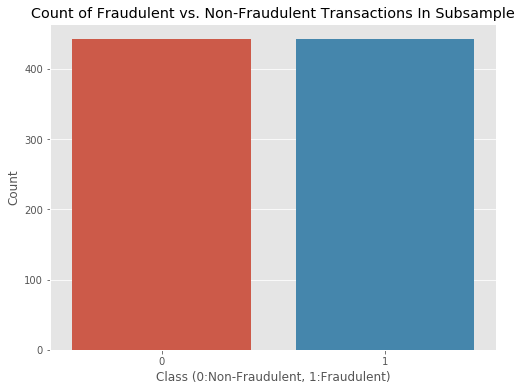 Count of Fraudulent vs. Non-Fraudulent Transactions In Subsample
400
300
200
100
0
Count
0 1
Class (0:Non-Fraudulent, 1:Fraudulent)